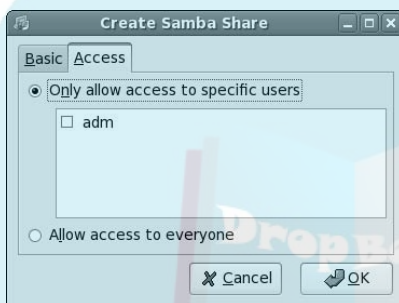 Create Samba Share
Basic Access
Only allow access to specific users
adm
Allow access to everyone
Cancel OK